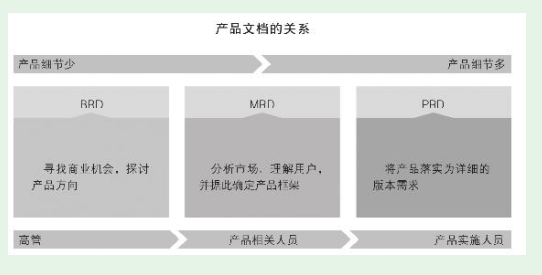 产品文档的关系
产品细节少 产品细节多
BRD MRD PRD
寻找商业机会，探讨
产品方向
分析市场、理解用户，
并据此确定产品框架
将产品落实为详细的
版本需求
高管 产品相关人员 产品实施人员